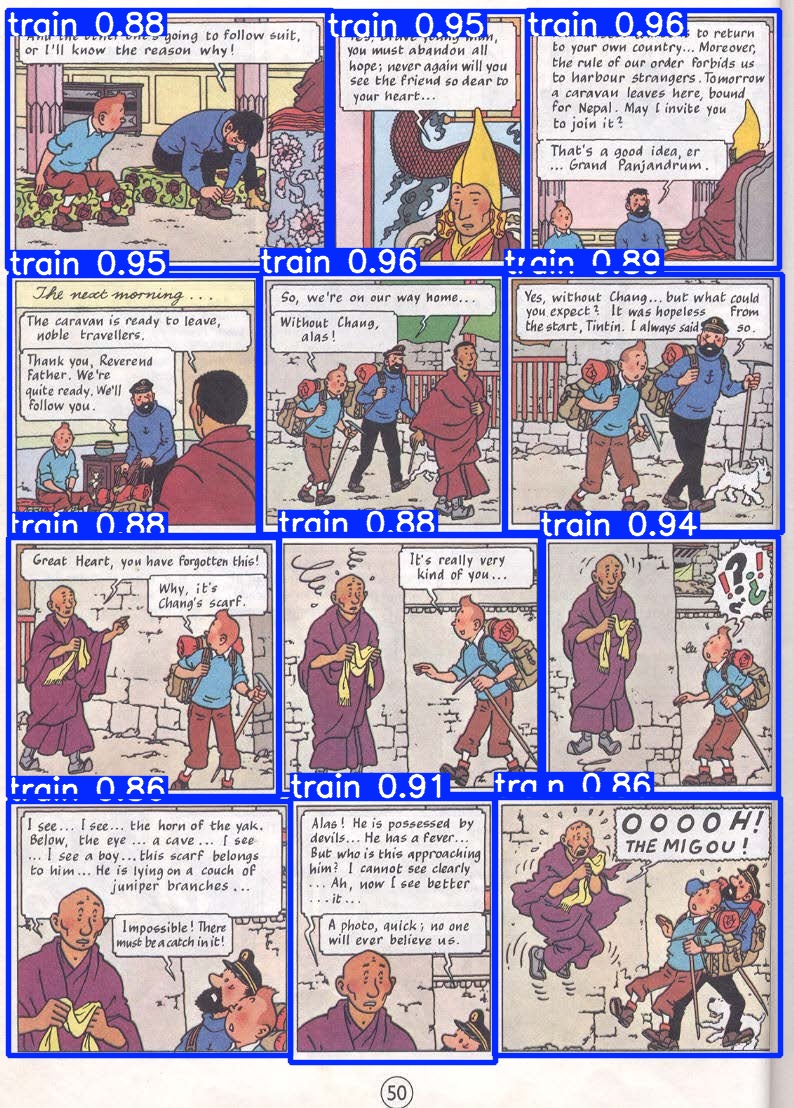 train 0.88
And the other one's going to follow suit,
or I'll know the reason why!
train 0.95
Yes, brave young man,
you must abandon all
hope; never again will you
see the friend so dear to
your heart...
train 0.96
to return
to your own country... Moreover,
the rule of our order forbids us
to harbour strangers. Tomorrow
a caravan leaves here, bound
for Nepal. May I invite you
to join it?
That's a good idea, er
... Grand Panjandrum.
train 0.95
The next morning...
The caravan is ready to leave,
noble travellers.
Thank you, Reverend
Father. We're
quite ready. We'll
follow you.
train 0.96
So, we're on our way home...
Without Chang,
alas!
train 0.89
Yes, without Chang... but what could
you expect? It was hopeless from
the start, Tintin. I always said so.
train 0.88
Great Heart, you have forgotten this!
Why, it's
Chang's scarf.
train 0.88
It's really very
kind of you...
train 0.94
?!!?
train 0.86
I see... I see... the horn of the yak.
Below, the eye ... a cave ... I see
... I see a boy... this scarf belongs
to him... He is lying on a couch of
juniper branches ...
Impossible! There
must be a catch in it!
train 0.91
Alas! He is possessed by
devils... He has a fever...
But who is this approaching
him? I cannot see clearly
... Ah, now I see better
... it...
A photo, quick; no one
will ever believe us.
train 0.86
OOOOH!
THE MIGOU!
50